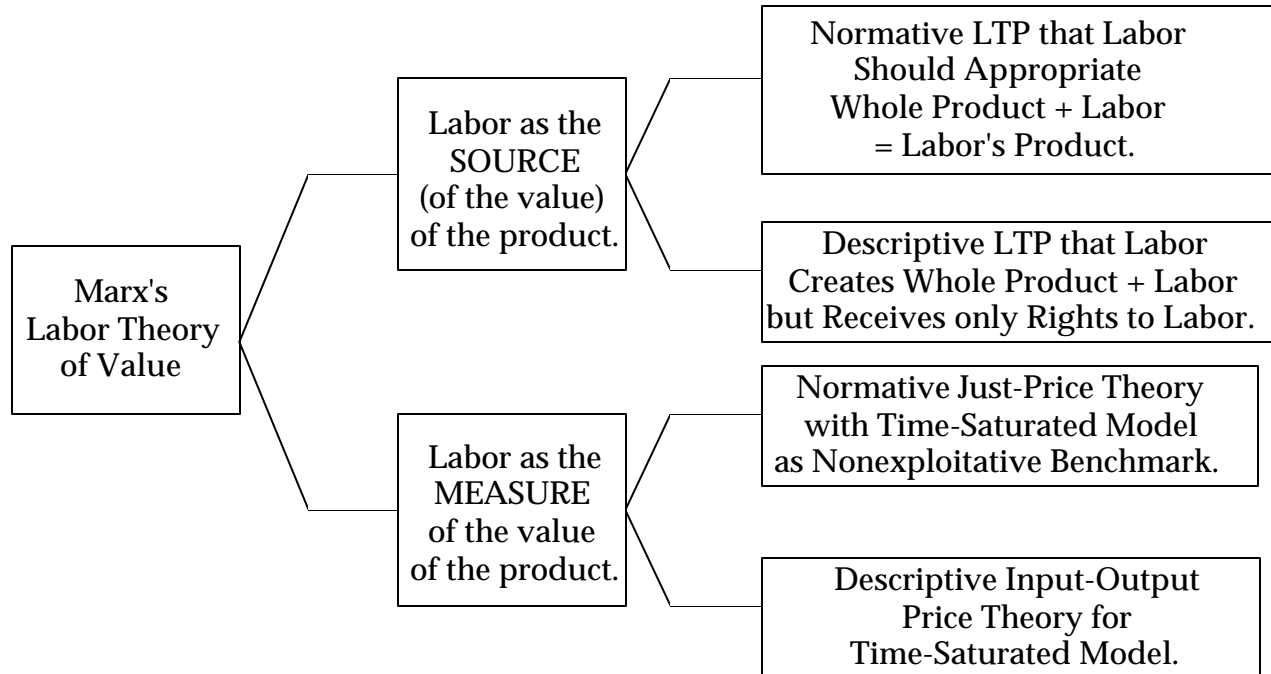 Marx's
Labor Theory
of Value
Labor as the
SOURCE
(of the value)
of the product.
Normative LTP that Labor
Should Appropriate
Whole Product + Labor
= Labor's Product.
Descriptive LTP that Labor
Creates Whole Product + Labor
but Receives only Rights to Labor.
Labor as the
MEASURE
of the value
of the product.
Normative Just-Price Theory
with Time-Saturated Model
as Nonexploitative Benchmark.
Descriptive Input-Output
Price Theory for
Time-Saturated Model.